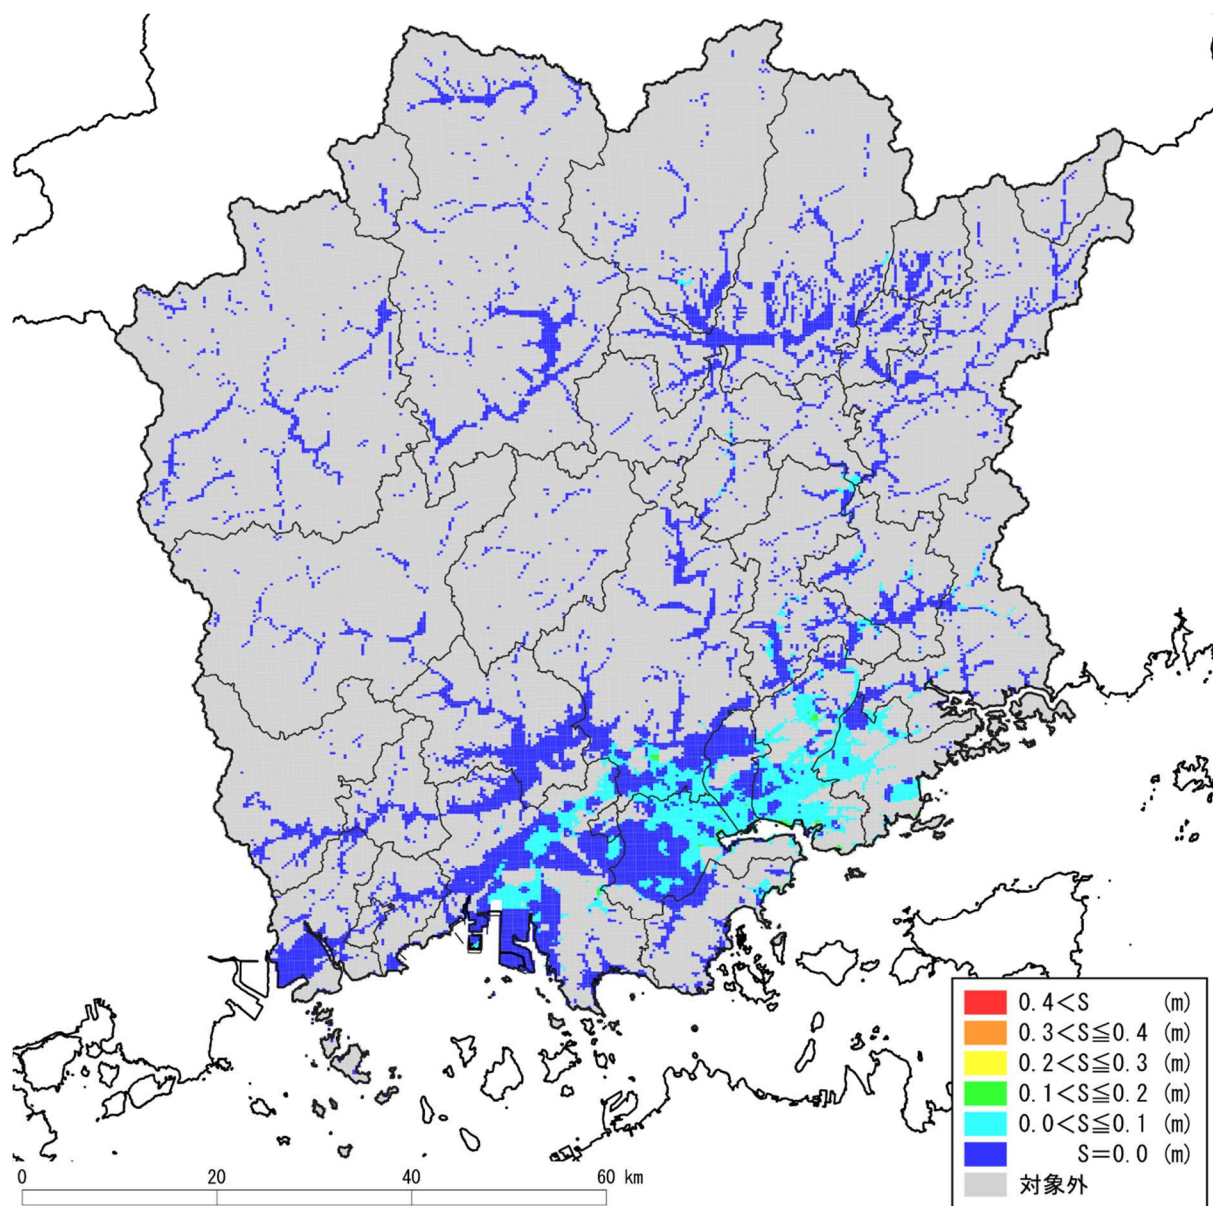 0.4＜S (m)
0.3＜S≦0.4 (m)
0.2＜S≦0.3 (m)
0.1＜S≦0.2 (m)
0.0＜S≦0.1 (m)
S＝0.0 (m)
対象外
0 20 40 60 km